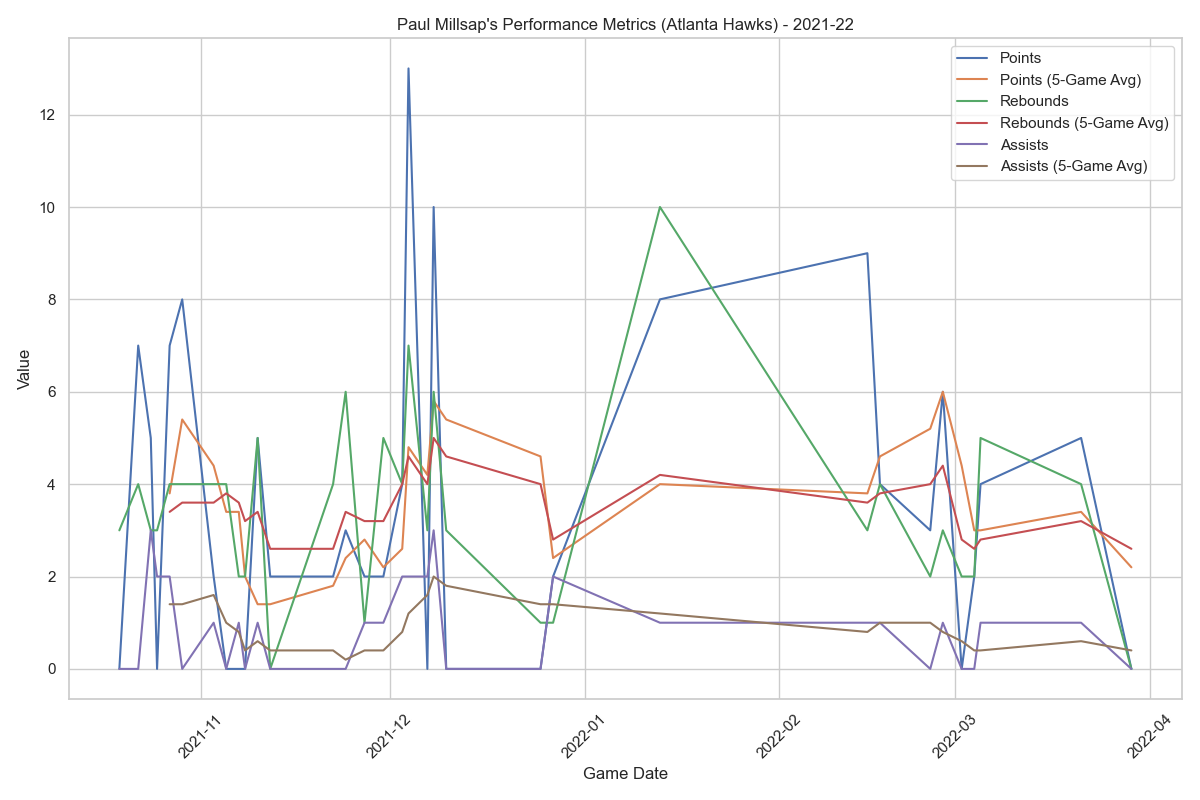 Paul Millsap's Performance Metrics (Atlanta Hawks) - 2021-22
Points
Points (5-Game Avg)
Rebounds
Rebounds (5-Game Avg)
Assists
Assists (5-Game Avg)
12
10
8
6
4
2
0
Value
2021-11
2021-12
2022-01
2022-02
2022-03
2022-04
Game Date